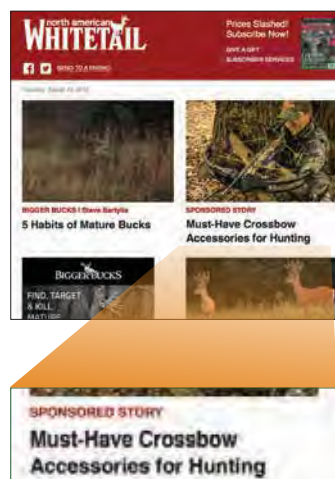 north american
WHITETAIL
Prices Slashed!
Subscribe Now!
GIVE A GIFT
SUBSCRIBER SERVICES
SEND TO A FRIEND
BIGGER BUCKS | Steve Bartylla
5 Habits of Mature Bucks
SPONSORED STORY
Must-Have Crossbow
Accessories for Hunting
BIGGER BUCKS
FIND, TARGET
& KILL
MATURE
SPONSORED STORY
Must-Have Crossbow
Accessories for Hunting